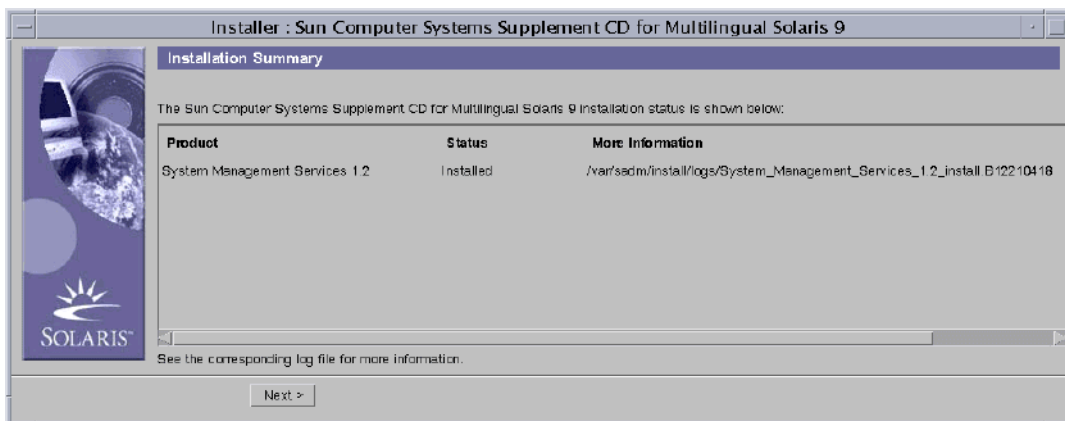 Installer : Sun Computer Systems Supplement CD for Multilingual Solaris 9
Installation Summary
The Sun Computer Systems Supplement CD for Multilingual Solaris 9 installation status is shown below:
Product Status More Information
System Management Services 1.2 Installed /var/sadm/install/logs/System_Management_Services_1.2_install.B12210418
SOLARIS™
See the corresponding log file for more information.
Next >